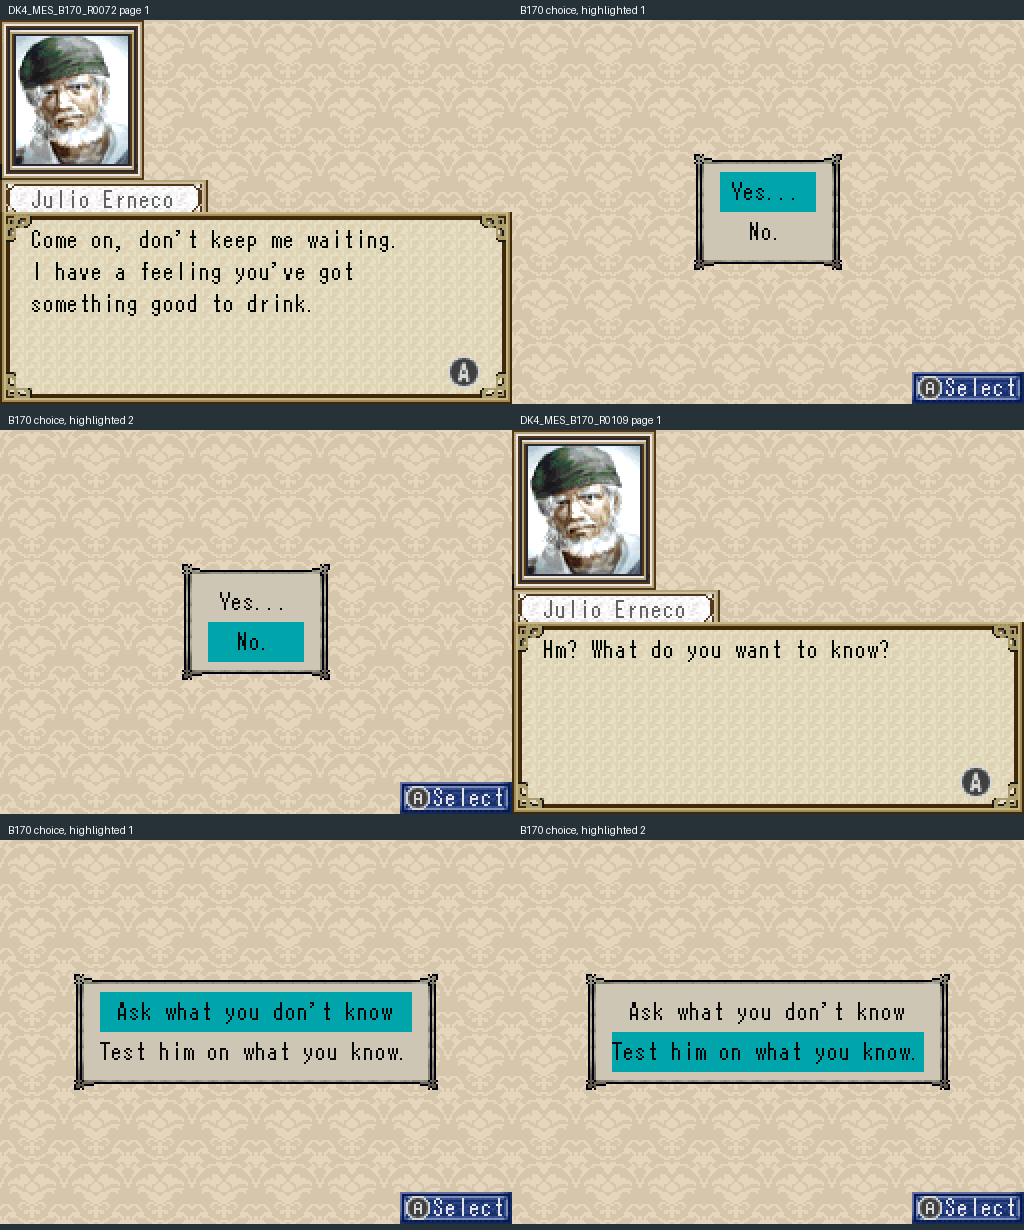 DK4_MES_B170_R0072 page 1
Julio Erneco
Come on, don't keep me waiting.
I have a feeling you've got
something good to drink.
A
B170 choice, highlighted 1
Yes...
No.
A Select
B170 choice, highlighted 2
Yes...
No.
A Select
DK4_MES_B170_R0109 page 1
Julio Erneco
Hm? What do you want to know?
A
B170 choice, highlighted 1
Ask what you don't know
Test him on what you know.
A Select
B170 choice, highlighted 2
Ask what you don't know
Test him on what you know.
A Select